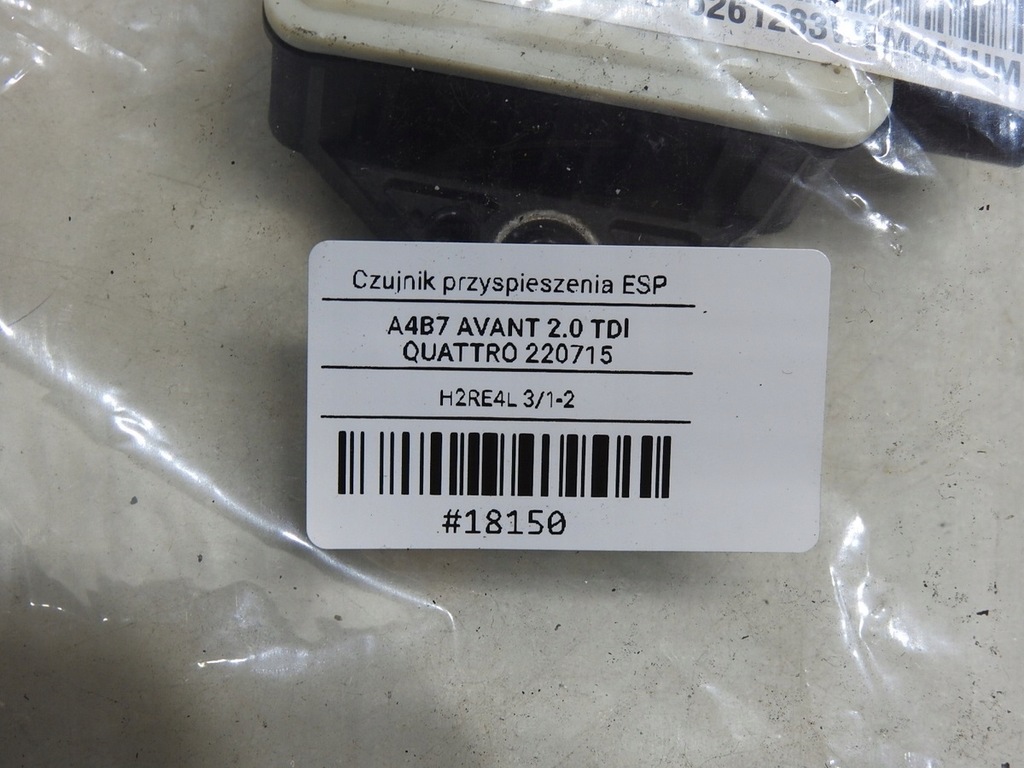 Czujnik przyspieszenia ESP
A4B7 AVANT 2.0 TDI
QUATTRO 220715
H2RE4L 3/1-2
#18150